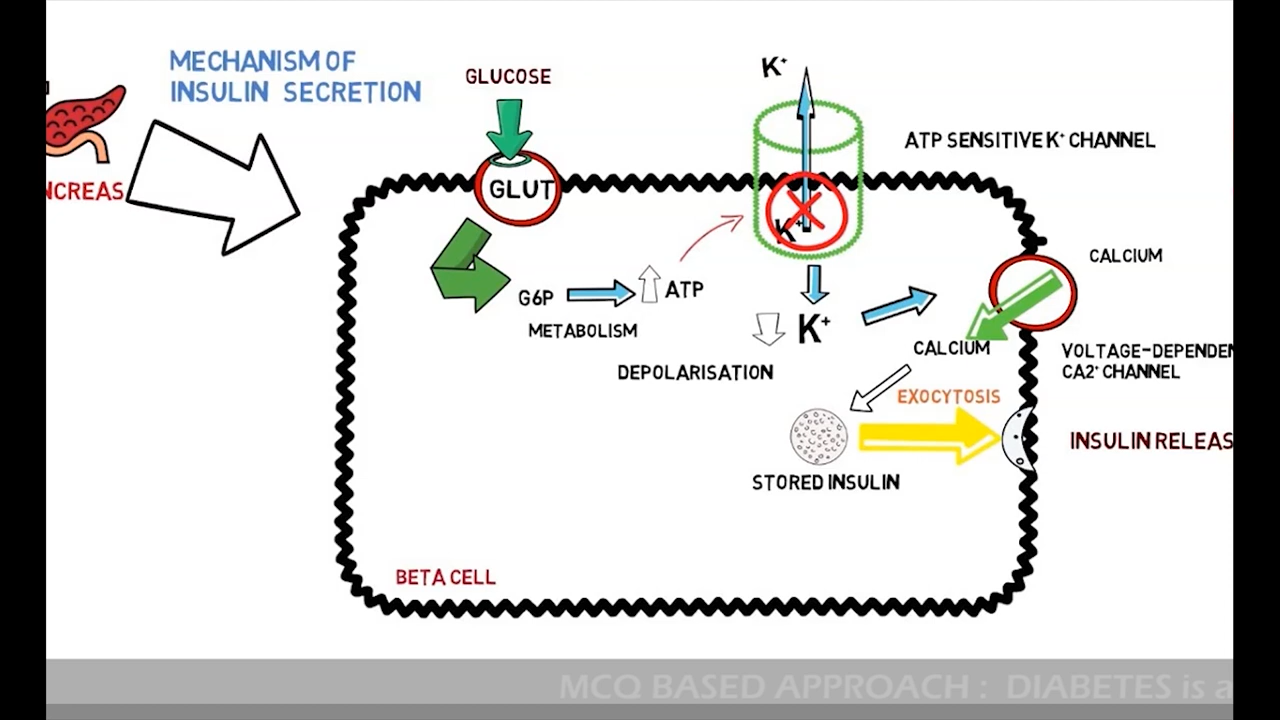 MECHANISM OF
INSULIN SECRETION
NCREAS
GLUCOSE
GLUT
K⁺
K⁺
ATP SENSITIVE K⁺ CHANNEL
G6P
ATP
METABOLISM
K⁺
DEPOLARISATION
CALCIUM
CALCIUM
VOLTAGE-DEPENDEN
CA2⁺ CHANNEL
EXOCYTOSIS
STORED INSULIN
INSULIN RELEAS
BETA CELL
MCQ BASED APPROACH : DIABETES is a